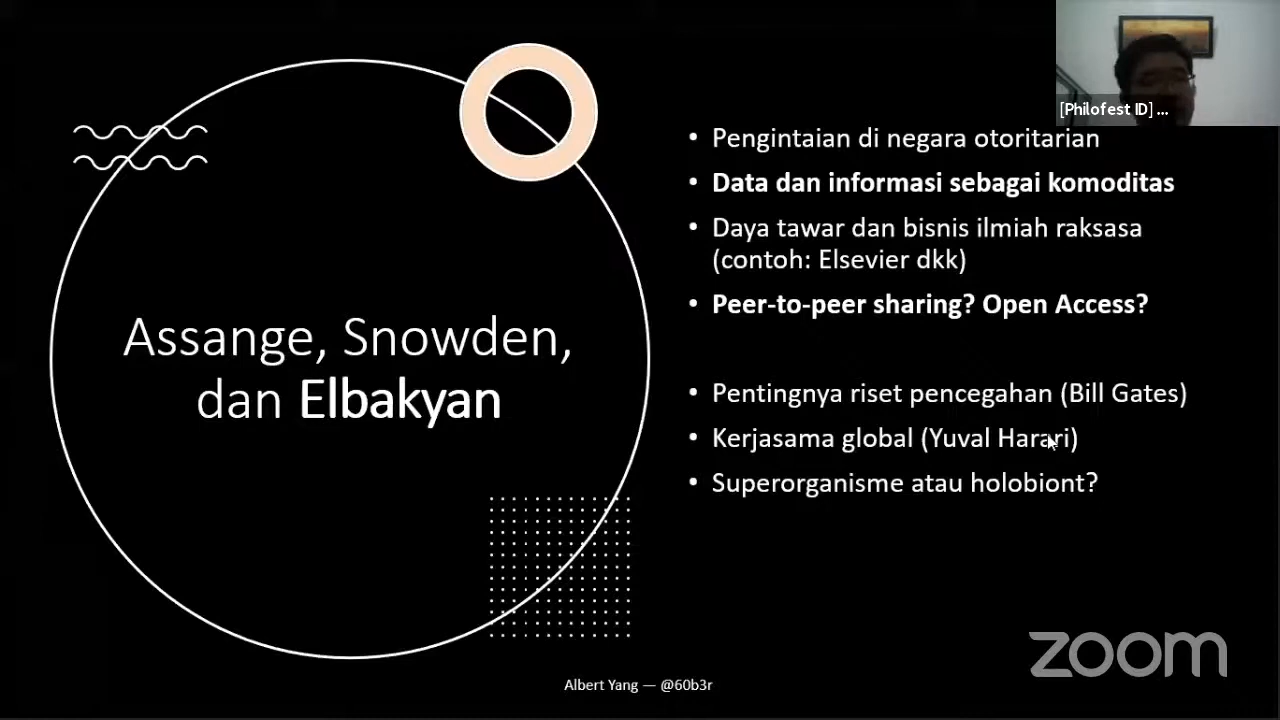 [Philofest ID] ...
Assange, Snowden,
dan Elbakyan
• Pengintaian di negara otoritarian
• Data dan informasi sebagai komoditas
• Daya tawar dan bisnis ilmiah raksasa
(contoh: Elsevier dkk)
• Peer-to-peer sharing? Open Access?
• Pentingnya riset pencegahan (Bill Gates)
• Kerjasama global (Yuval Harari)
• Superorganisme atau holobiont?
zoom
Albert Yang — @60b3r